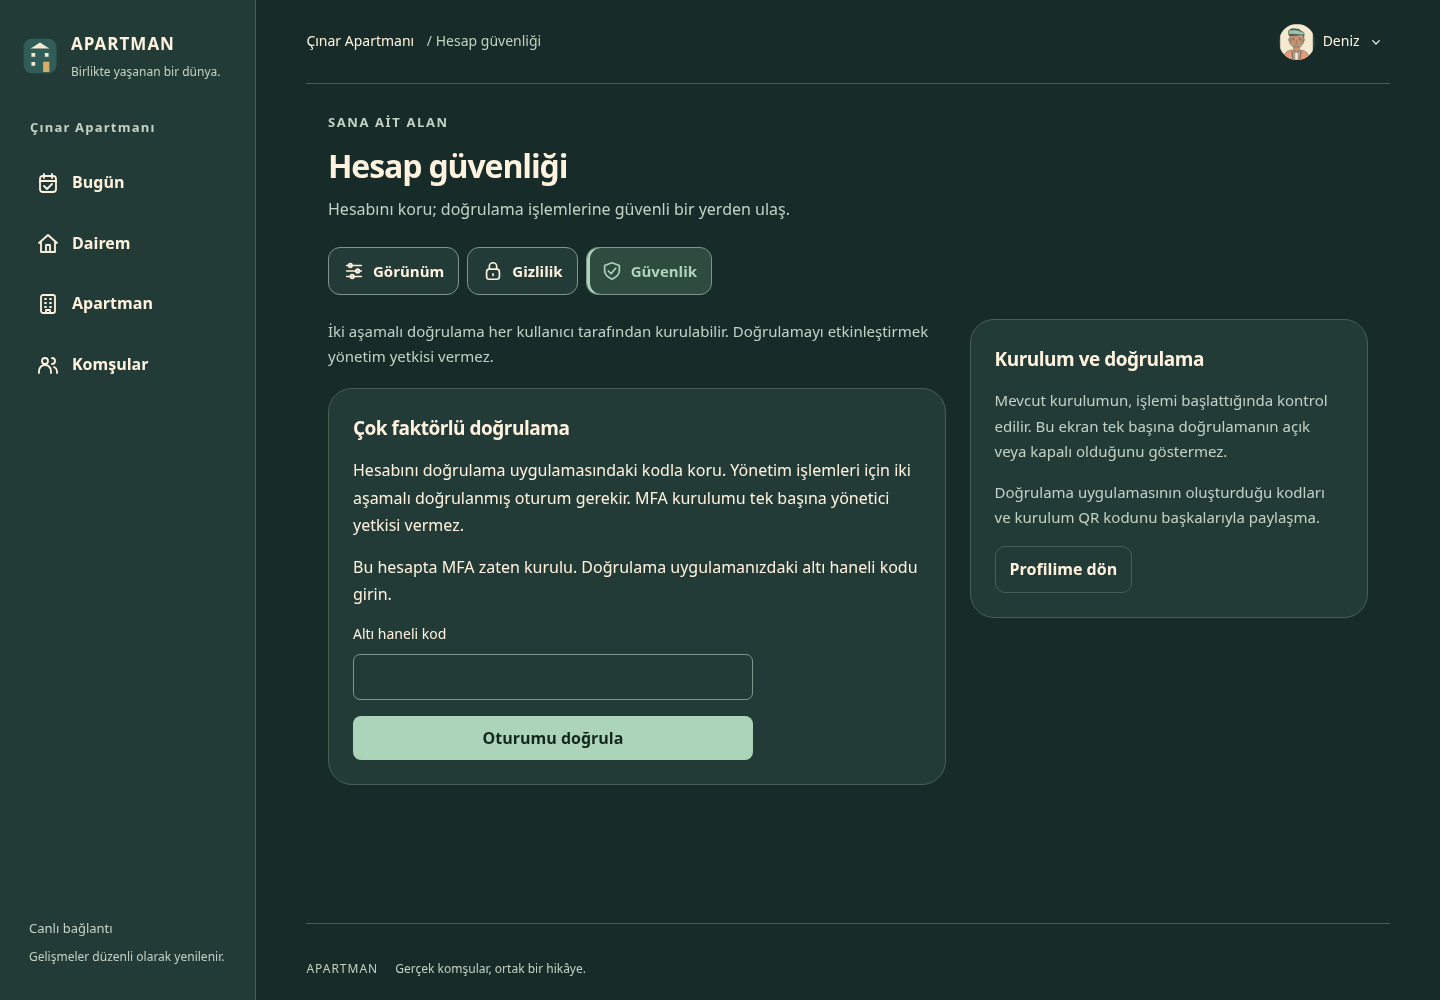 APARTMAN
Birlikte yaşanan bir dünya.
Çınar Apartmanı
Bugün
Dairem
Apartman
Komşular
Canlı bağlantı
Gelişmeler düzenli olarak yenilenir.
Çınar Apartmanı / Hesap güvenliği
Deniz
SANA AİT ALAN
Hesap güvenliği
Hesabını koru; doğrulama işlemlerine güvenli bir yerden ulaş.
Görünüm
Gizlilik
Güvenlik
İki aşamalı doğrulama her kullanıcı tarafından kurulabilir. Doğrulamayı etkinleştirmek
yönetim yetkisi vermez.
Çok faktörlü doğrulama
Hesabını doğrulama uygulamasındaki kodla koru. Yönetim işlemleri için iki
aşamalı doğrulanmış oturum gerekir. MFA kurulumu tek başına yönetici
yetkisi vermez.
Bu hesapta MFA zaten kurulu. Doğrulama uygulamanızdaki altı haneli kodu
girin.
Altı haneli kod
Oturumu doğrula
Kurulum ve doğrulama
Mevcut kurulumun, işlemi başlattığında kontrol
edilir. Bu ekran tek başına doğrulamanın açık
veya kapalı olduğunu göstermez.
Doğrulama uygulamasının oluşturduğu kodları
ve kurulum QR kodunu başkalarıyla paylaşma.
Profilime dön
APARTMAN Gerçek komşular, ortak bir hikâye.